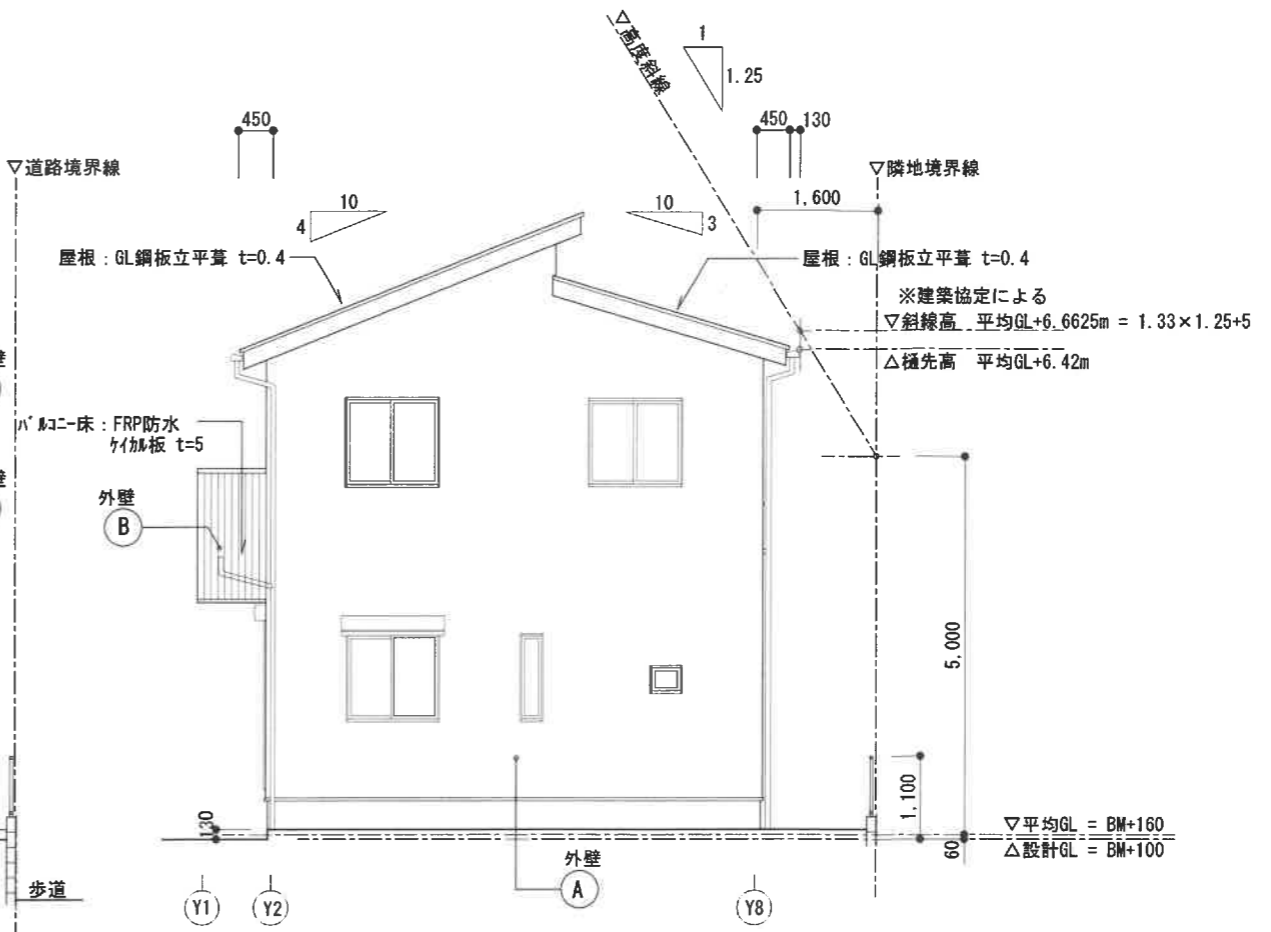 ▽高度斜線
1
1.25
450
450
130
▽道路境界線
▽隣地境界線
1,600
10
4
10
3
屋根：GL鋼板立平葺 t=0.4
屋根：GL鋼板立平葺 t=0.4
※建築協定による
▽斜線高 平均GL+6.6625m = 1.33×1.25+5
△樋先高 平均GL+6.42m
壁
バルコニー床：FRP防水
ケイカル板 t=5
壁
外壁
B
5,000
1,100
130
▽平均GL = BM+160
60
△設計GL = BM+100
外壁
A
歩道
Y1
Y2
Y8